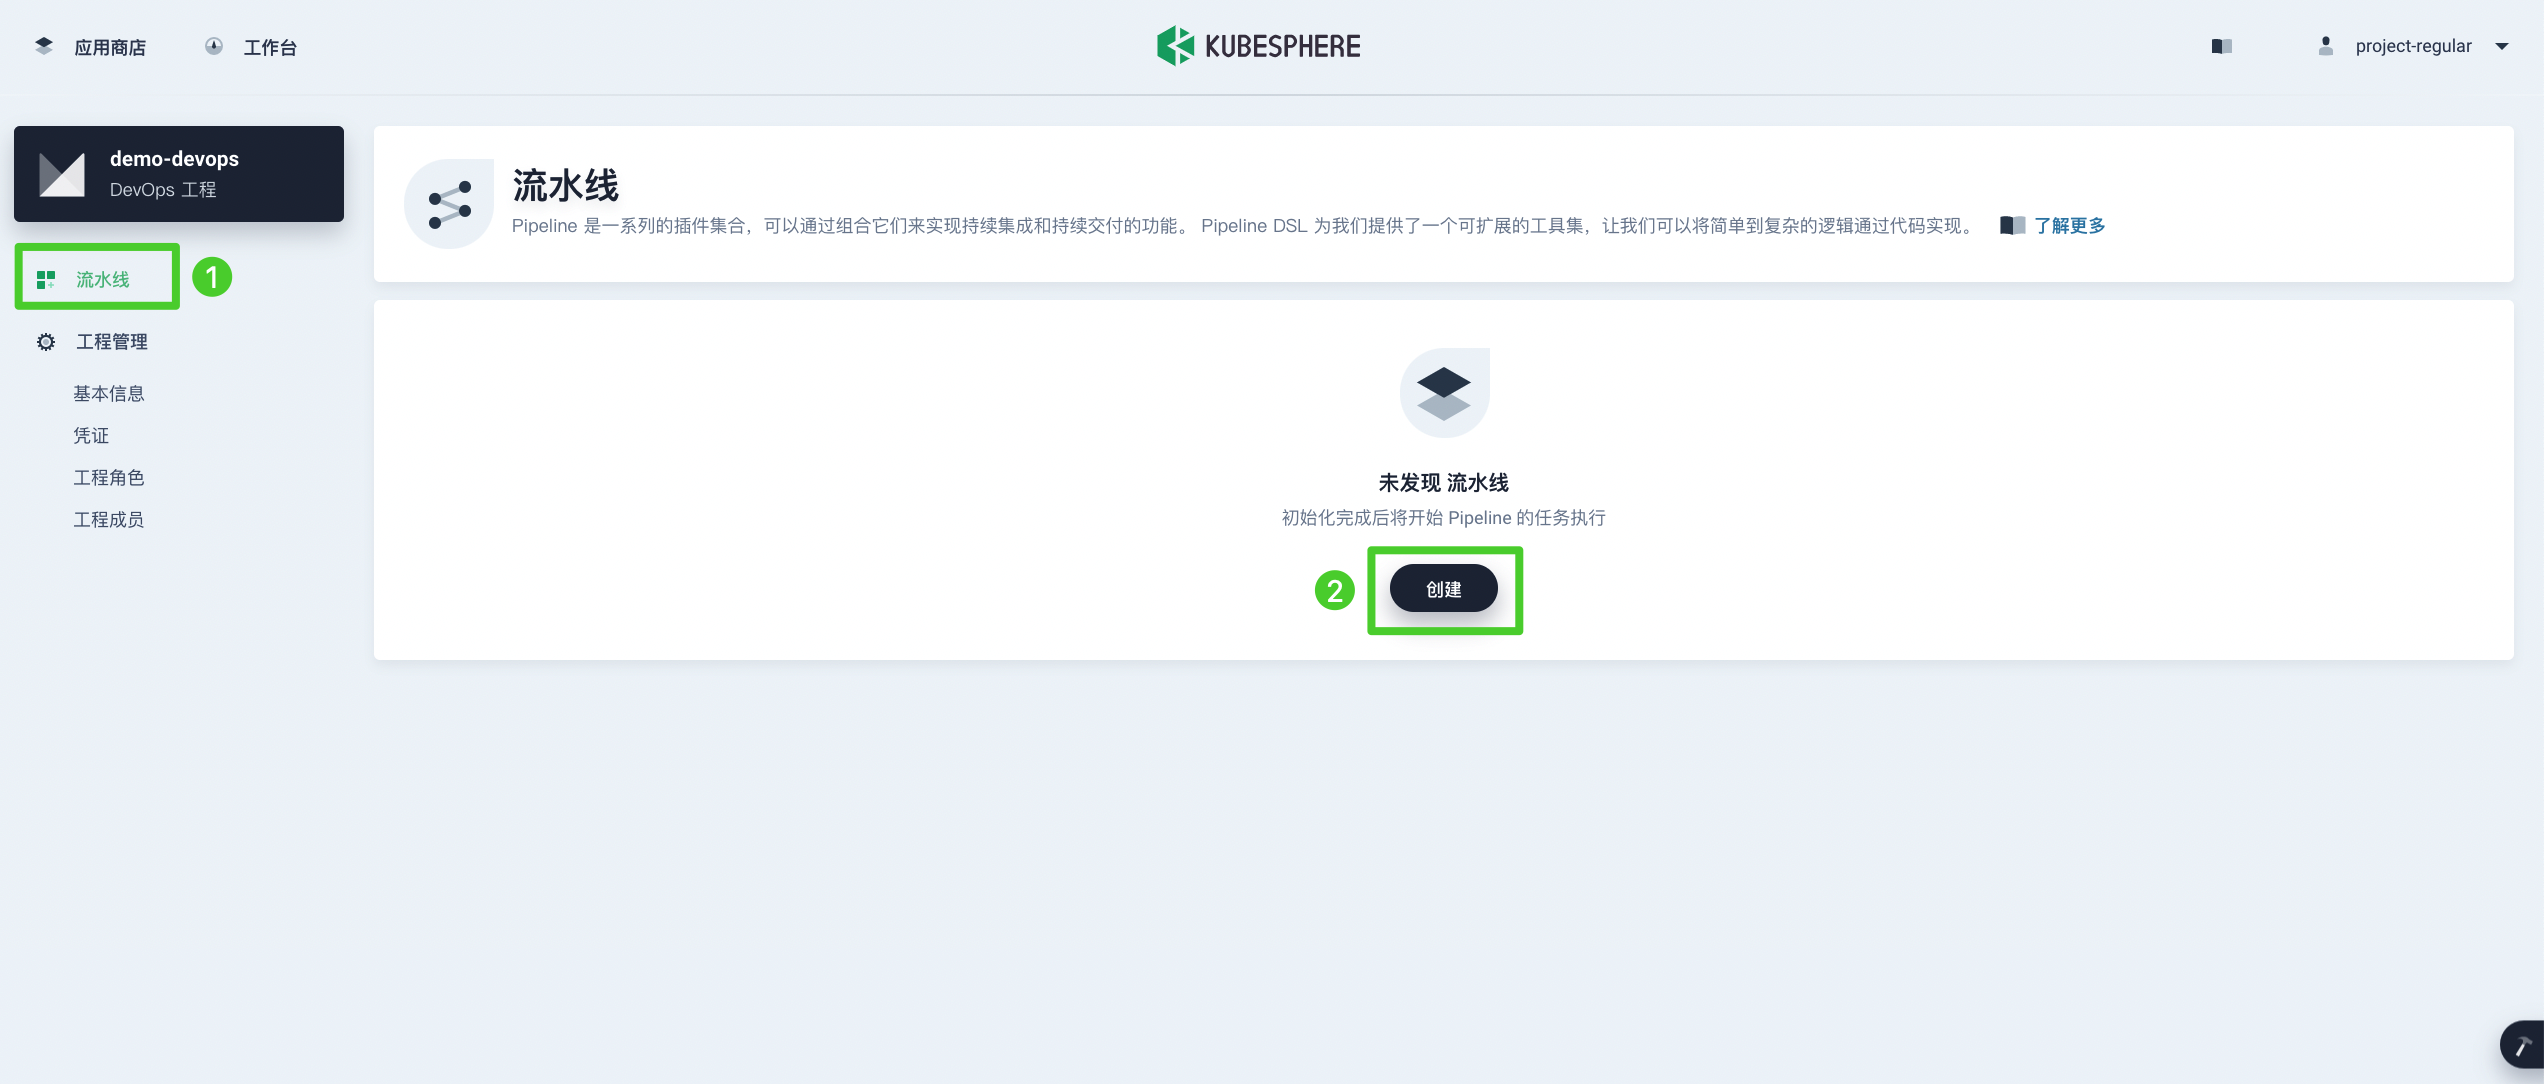 应用商店
工作台
KUBESPHERE
project-regular
demo-devops
DevOps 工程
流水线
1
工程管理
基本信息
凭证
工程角色
工程成员
流水线
Pipeline 是一系列的插件集合，可以通过组合它们来实现持续集成和持续交付的功能。 Pipeline DSL 为我们提供了一个可扩展的工具集，让我们可以将简单到复杂的逻辑通过代码实现。 了解更多
未发现 流水线
初始化完成后将开始 Pipeline 的任务执行
2
创建